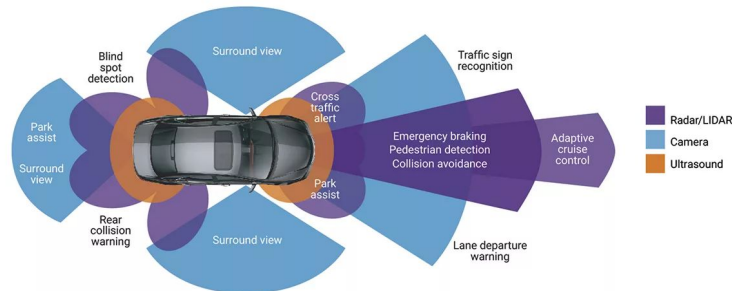 Surround view
Blind
spot
detection
Traffic sign
recognition
Park
assist
Surround
view
Cross
traffic
alert
Emergency braking
Pedestrian detection
Collision avoidance
Adaptive
cruise
control
Radar/LIDAR
Camera
Ultrasound
Park
assist
Rear
collision
warning
Surround view
Lane departure
warning